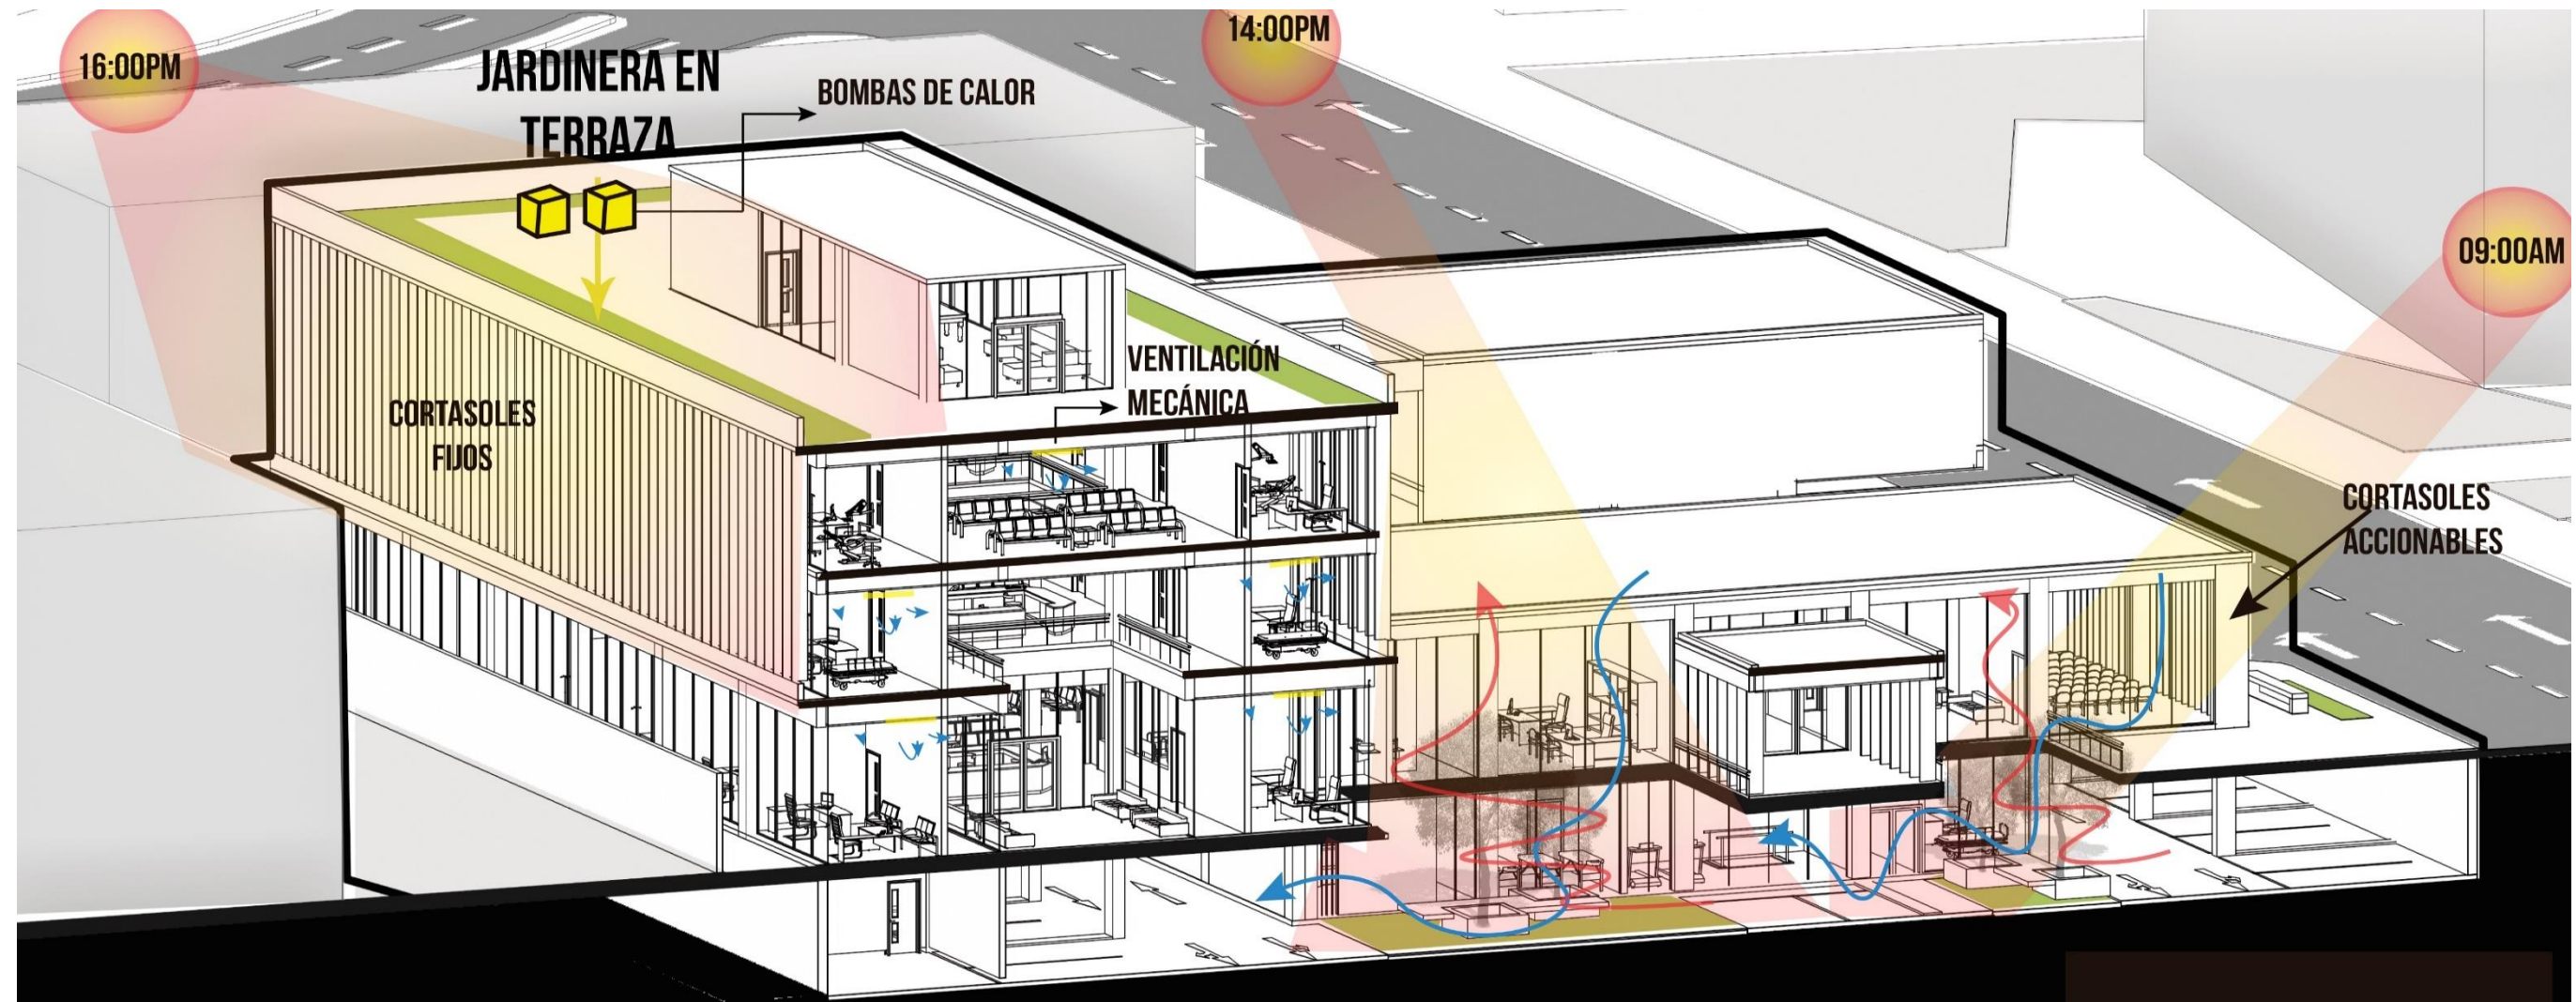 16:00PM
JARDINERA EN
TERRAZA
BOMBAS DE CALOR
14:00PM
09:00AM
VENTILACIÓN
MECÁNICA
CORTASOLES
FIJOS
CORTASOLES
ACCIONABLES